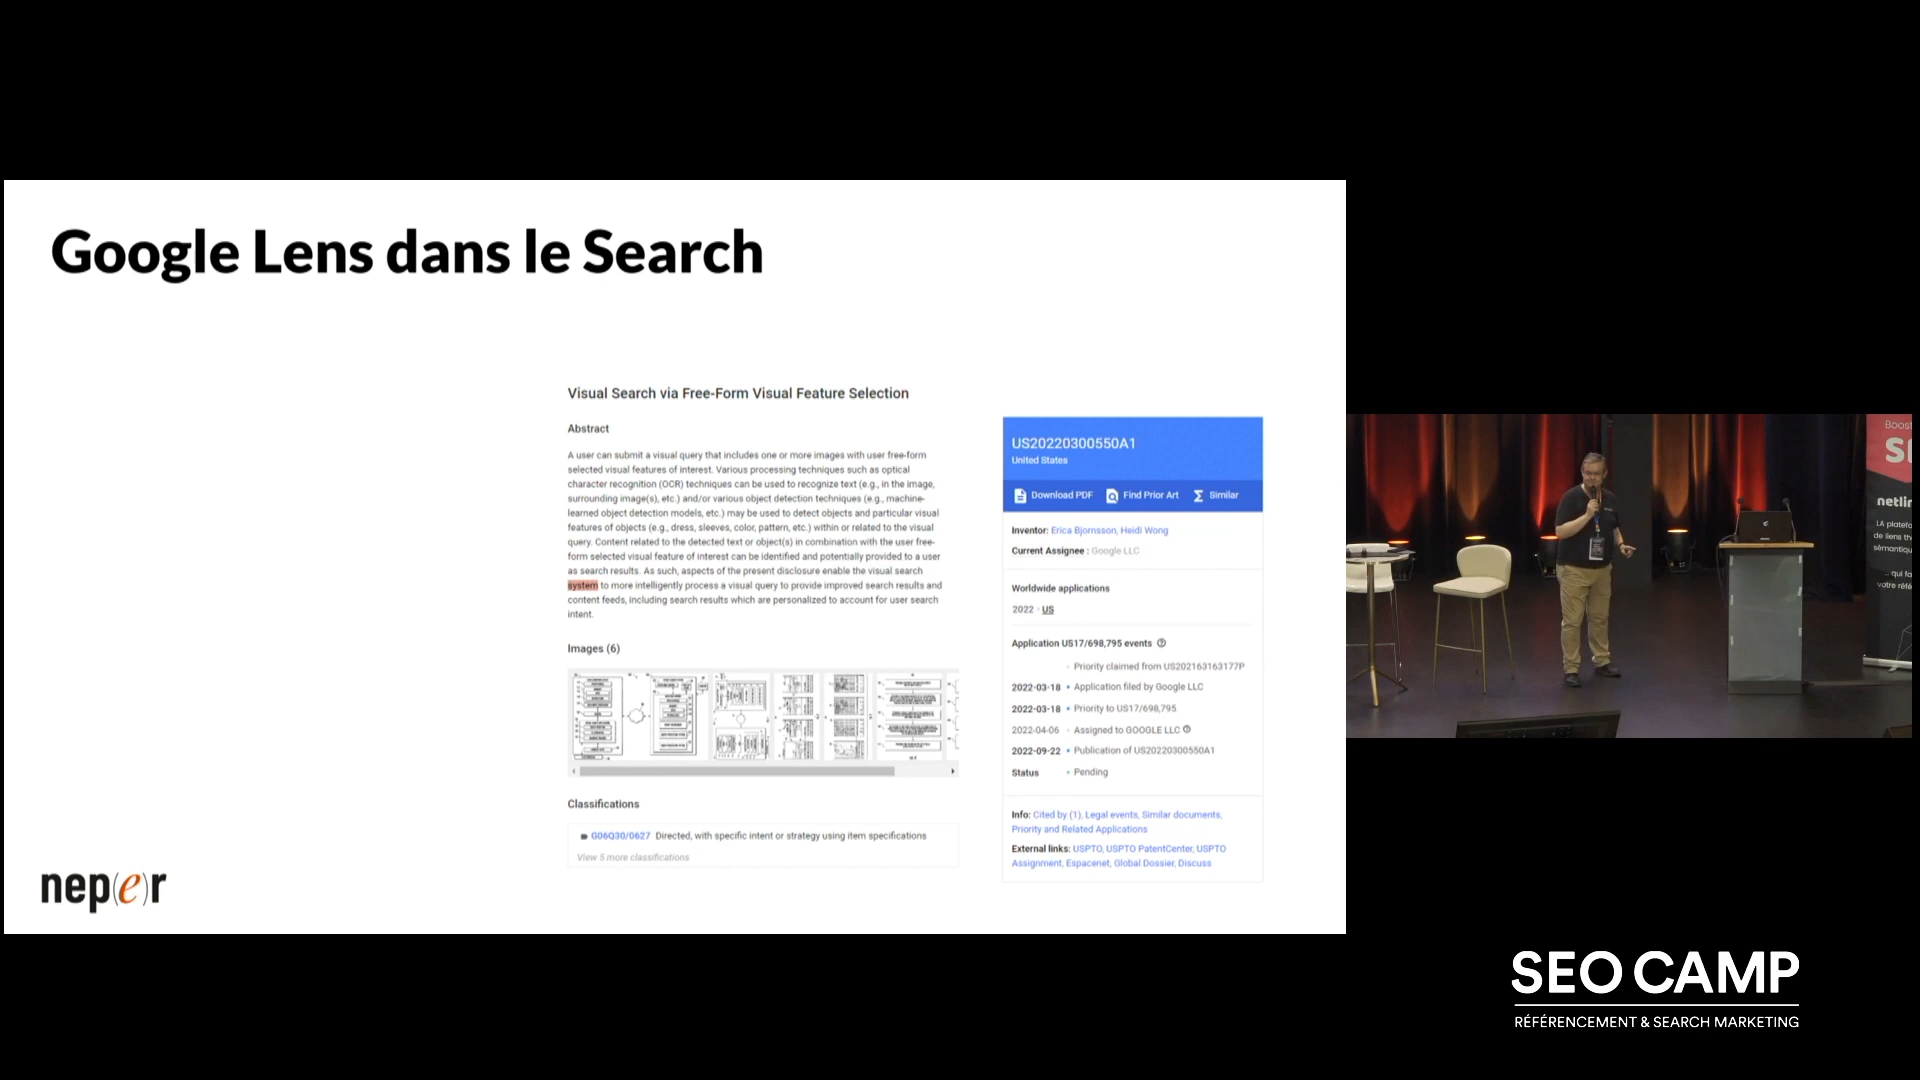 Google Lens dans le Search
Visual Search via Free-Form Visual Feature Selection
Abstract
A user can submit a visual query that includes one or more images with user free-form
selected visual features of interest. Various processing techniques such as optical
character recognition (OCR) techniques can be used to recognize text (e.g., in the image,
surrounding image(s), etc.) and/or various object detection techniques (e.g., machine-
learned object detection models, etc.) may be used to detect objects and particular visual
features of objects (e.g., dress, sleeves, color, pattern, etc.) within or related to the visual
query. Content related to the detected text or object(s) in combination with the user free-
form selected visual feature of interest can be identified and potentially provided to a user
as search results. As such, aspects of the present disclosure enable the visual search
system to more intelligently process a visual query to provide improved search results and
content feeds, including search results which are personalized to account for user search
intent.
Images (6)
Classifications
G06Q30/0627 Directed, with specific intent or strategy using item specifications
View 5 more classifications
US20220300550A1
United States
Download PDF Find Prior Art Similar
Inventor: Erica Bjornsson, Heidi Wong
Current Assignee : Google LLC
Worldwide applications
2022 · US
Application US17/698,795 events
Priority claimed from US202163163177P
2022-03-18 • Application filed by Google LLC
2022-03-18 • Priority to US17/698,795
2022-04-06 • Assigned to GOOGLE LLC
2022-09-22 • Publication of US20220300550A1
Status • Pending
Info: Cited by (1), Legal events, Similar documents,
Priority and Related Applications
External links: USPTO, USPTO PatentCenter, USPTO
Assignment, Espacenet, Global Dossier, Discuss
nep(e)r
Boost
netlin
de liens
SEO CAMP
RÉFÉRENCEMENT & SEARCH MARKETING